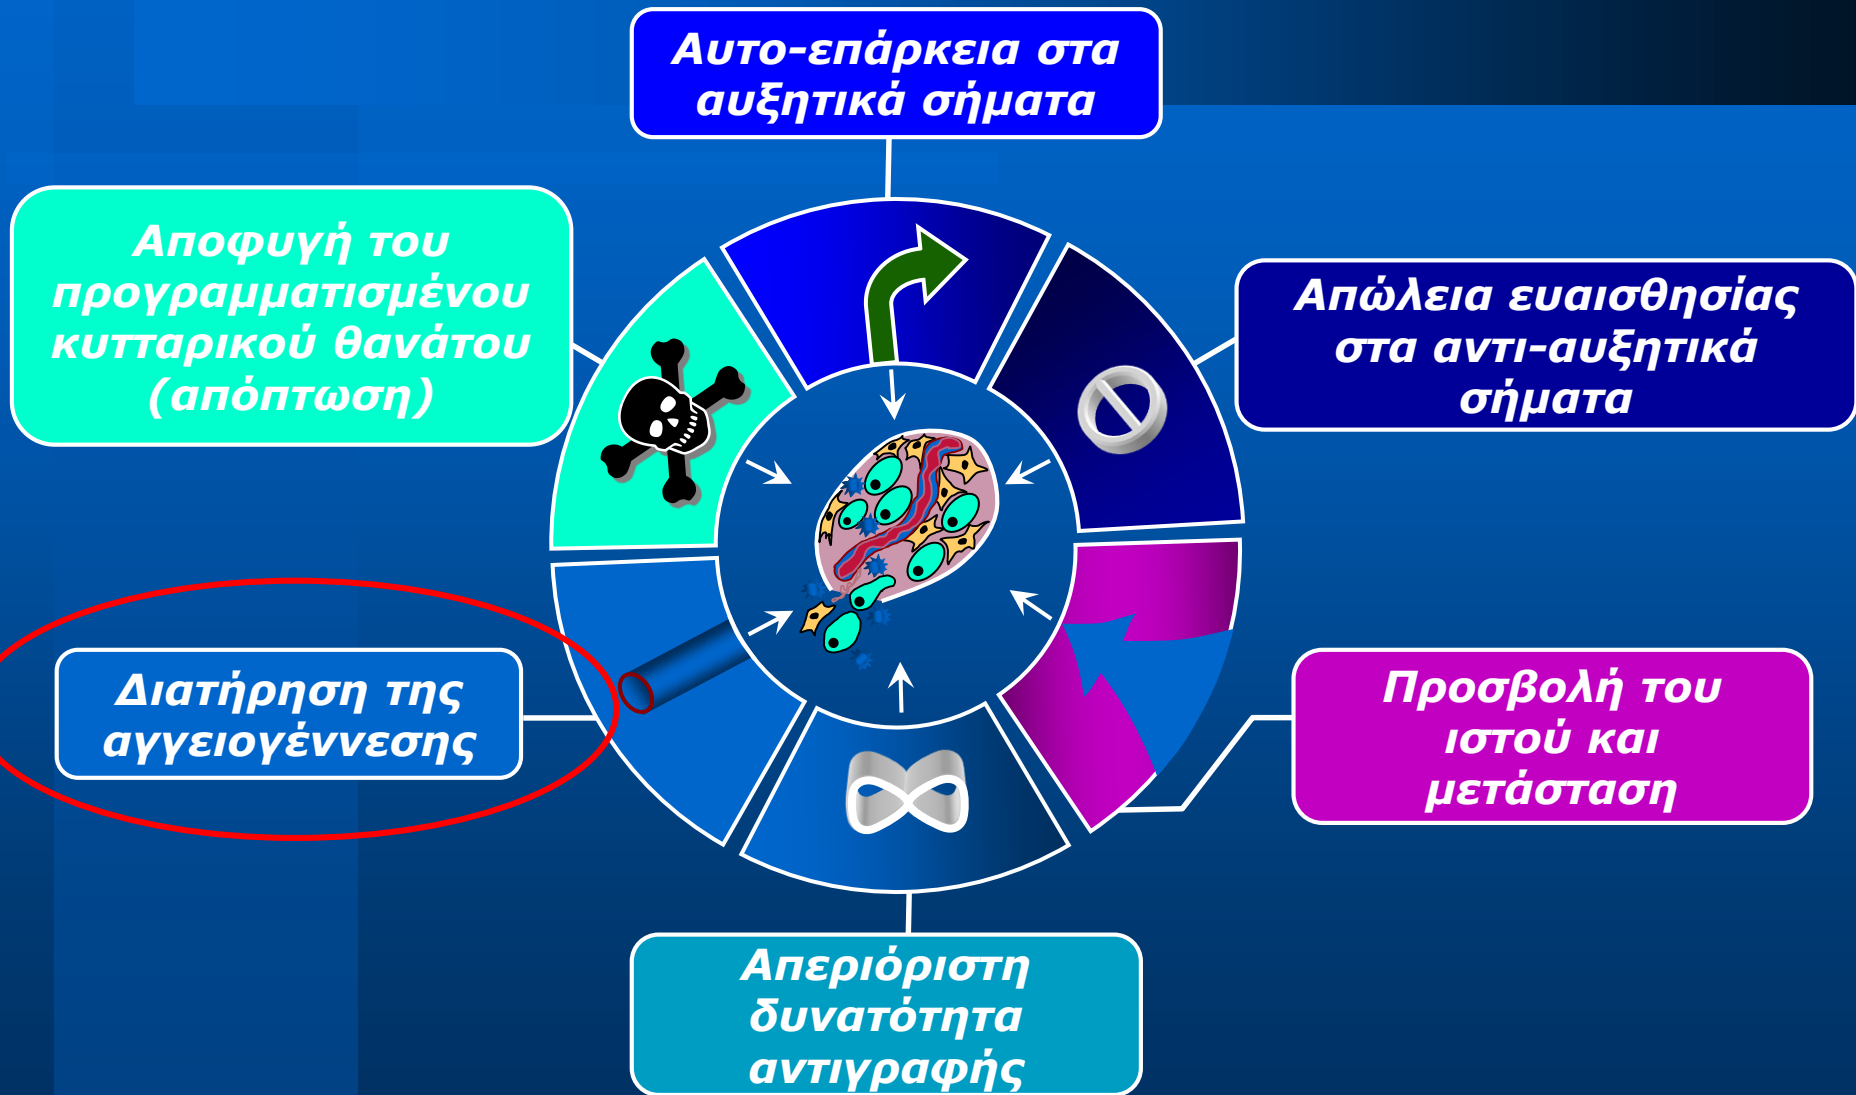 Αυτο-επάρκεια στα
αυξητικά σήματα
Αποφυγή του
προγραμματισμένου
κυτταρικού θανάτου
(απόπτωση)
Απώλεια ευαισθησίας
στα αντι-αυξητικά
σήματα
Διατήρηση της
αγγειογέννεσης
Προσβολή του
ιστού και
μετάσταση
Απεριόριστη
δυνατότητα
αντιγραφής